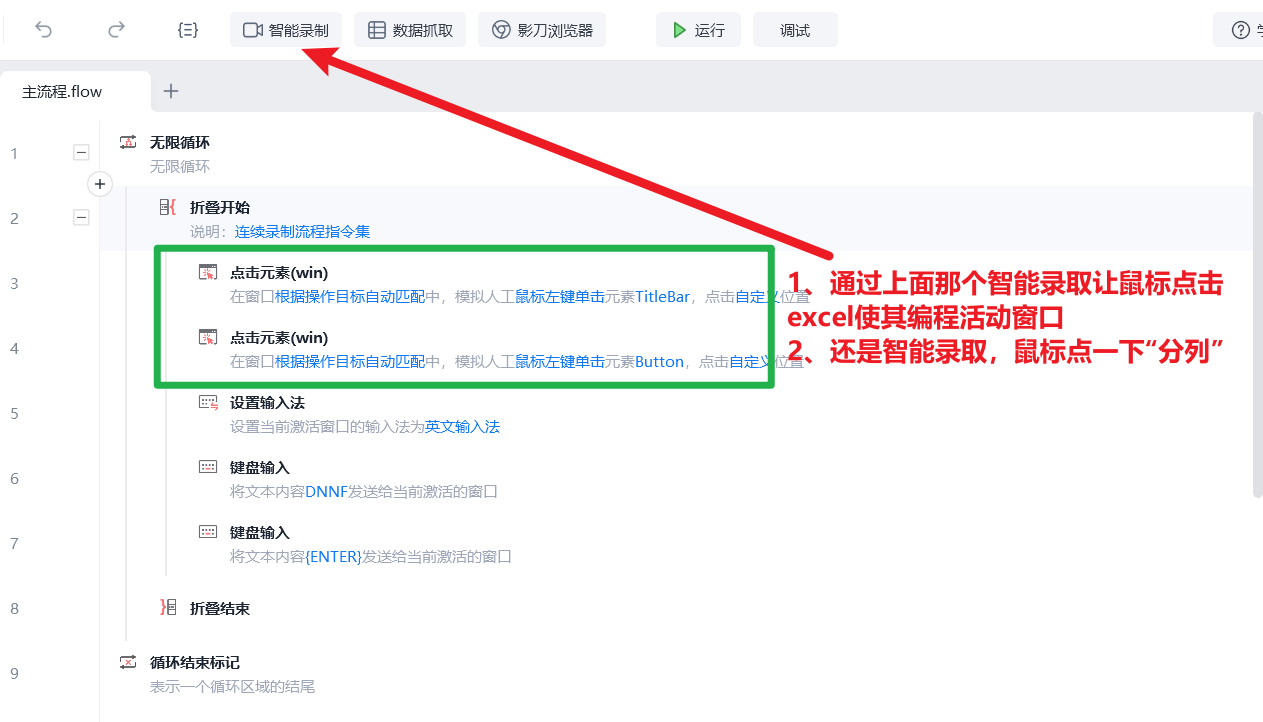 智能录制
数据抓取
影刀浏览器
运行
调试
主流程.flow
1
无限循环
无限循环
2
折叠开始
说明：连续录制流程指令集
3
点击元素(win)
在窗口根据操作目标自动匹配中，模拟人工鼠标左键单击元素TitleBar，点击自定义位置
4
点击元素(win)
在窗口根据操作目标自动匹配中，模拟人工鼠标左键单击元素Button，点击自定义位置
1、通过上面那个智能录取让鼠标点击
excel使其编程活动窗口
2、还是智能录取，鼠标点一下“分列”
5
设置输入法
设置当前激活窗口的输入法为英文输入法
6
键盘输入
将文本内容DNNF发送给当前激活的窗口
7
键盘输入
将文本内容{ENTER}发送给当前激活的窗口
8
折叠结束
9
循环结束标记
表示一个循环区域的结尾